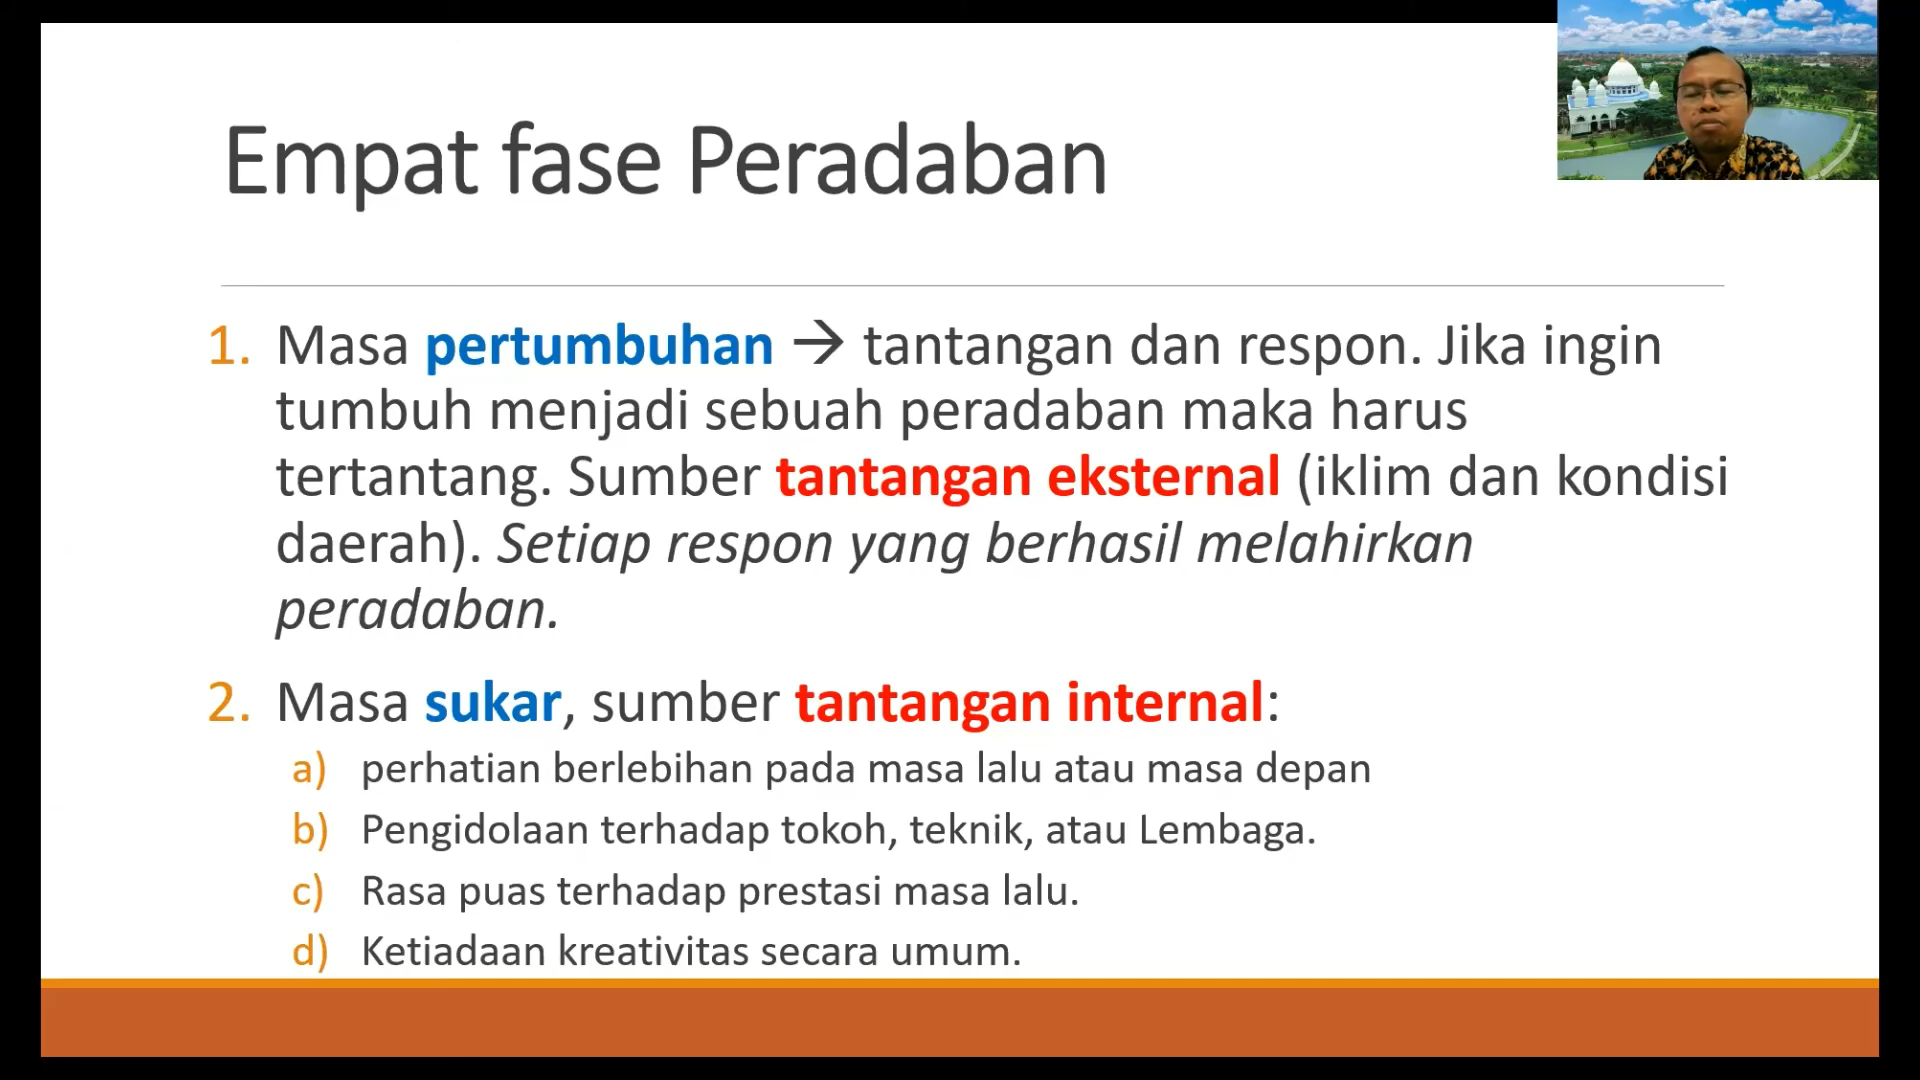 Empat fase Peradaban
1. Masa pertumbuhan → tantangan dan respon. Jika ingin
tumbuh menjadi sebuah peradaban maka harus
tertantang. Sumber tantangan eksternal (iklim dan kondisi
daerah). Setiap respon yang berhasil melahirkan
peradaban.
2. Masa sukar, sumber tantangan internal:
a) perhatian berlebihan pada masa lalu atau masa depan
b) Pengidolaan terhadap tokoh, teknik, atau Lembaga.
c) Rasa puas terhadap prestasi masa lalu.
d) Ketiadaan kreativitas secara umum.